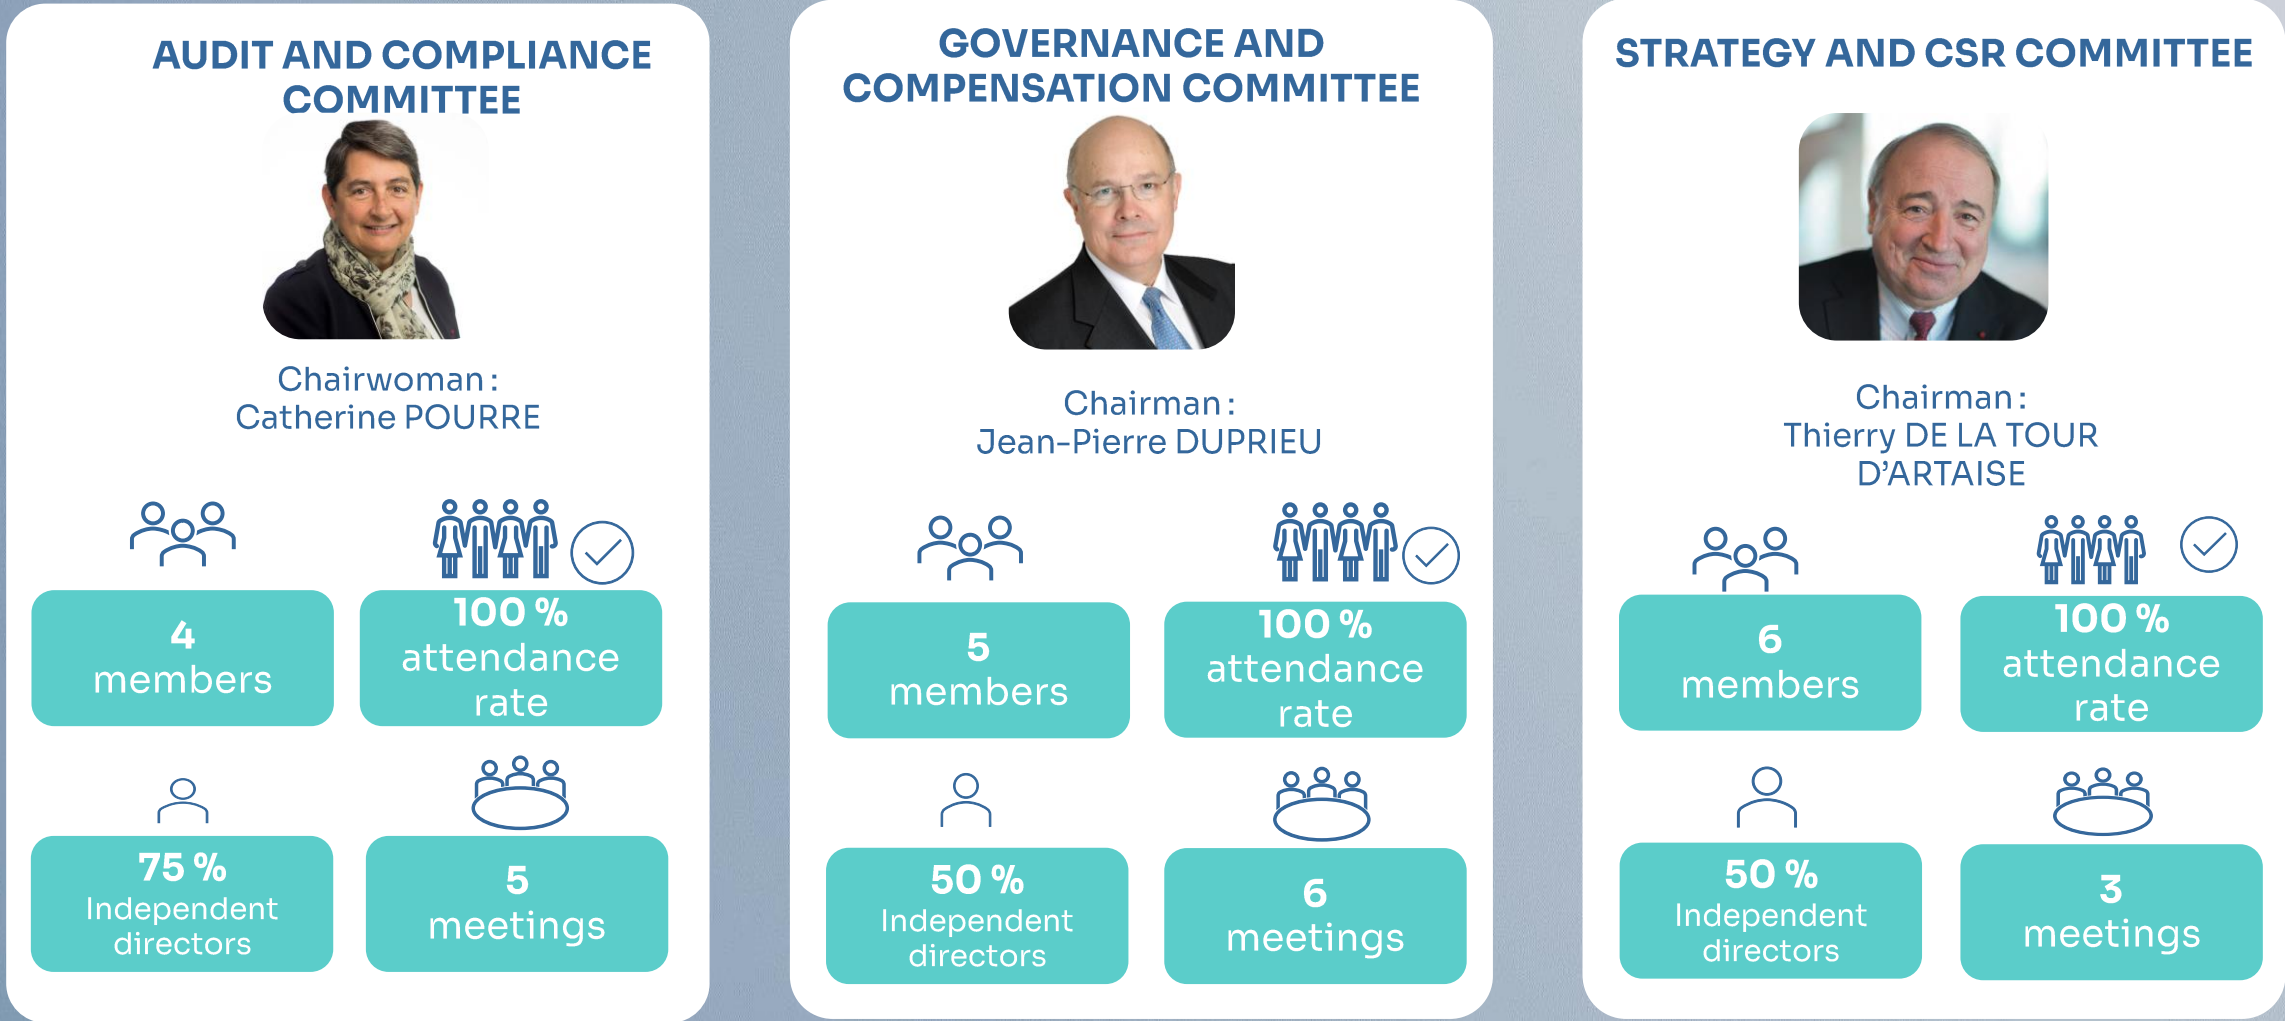 AUDIT AND COMPLIANCE
COMMITTEE
Chairwoman :
Catherine POURRE
4
members
100 %
attendance
rate
75 %
Independent
directors
5
meetings
GOVERNANCE AND
COMPENSATION COMMITTEE
Chairman :
Jean-Pierre DUPRIEU
5
members
100 %
attendance
rate
50 %
Independent
directors
6
meetings
STRATEGY AND CSR COMMITTEE
Chairman :
Thierry DE LA TOUR
D’ARTAISE
6
members
100 %
attendance
rate
50 %
Independent
directors
3
meetings